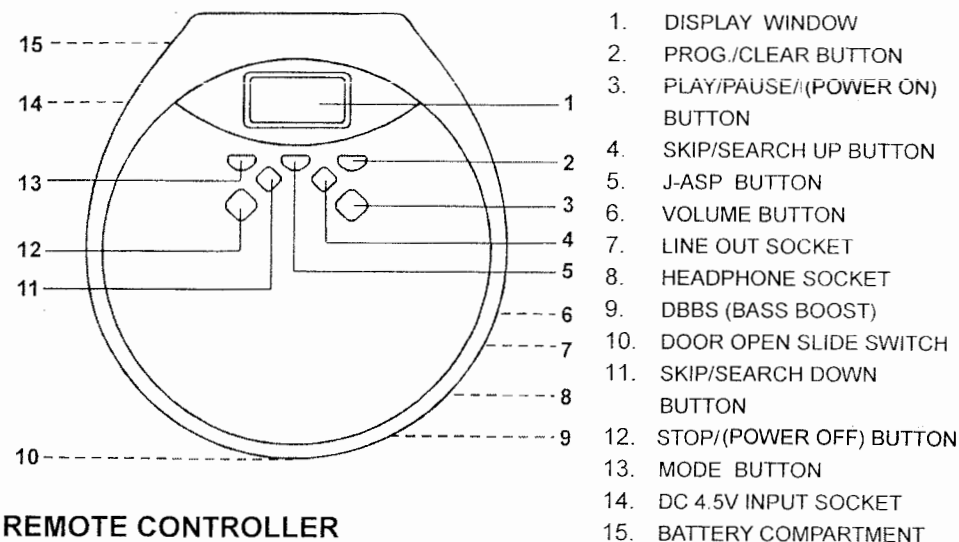 15
14
13
12
11
10
1
2
3
4
5
6
7
8
9
1. DISPLAY WINDOW
2. PROG./CLEAR BUTTON
3. PLAY/PAUSE/(POWER ON)
BUTTON
4. SKIP/SEARCH UP BUTTON
5. J-ASP BUTTON
6. VOLUME BUTTON
7. LINE OUT SOCKET
8. HEADPHONE SOCKET
9. DBBS (BASS BOOST)
10. DOOR OPEN SLIDE SWITCH
11. SKIP/SEARCH DOWN
BUTTON
12. STOP/(POWER OFF) BUTTON
13. MODE BUTTON
14. DC 4.5V INPUT SOCKET
15. BATTERY COMPARTMENT
REMOTE CONTROLLER